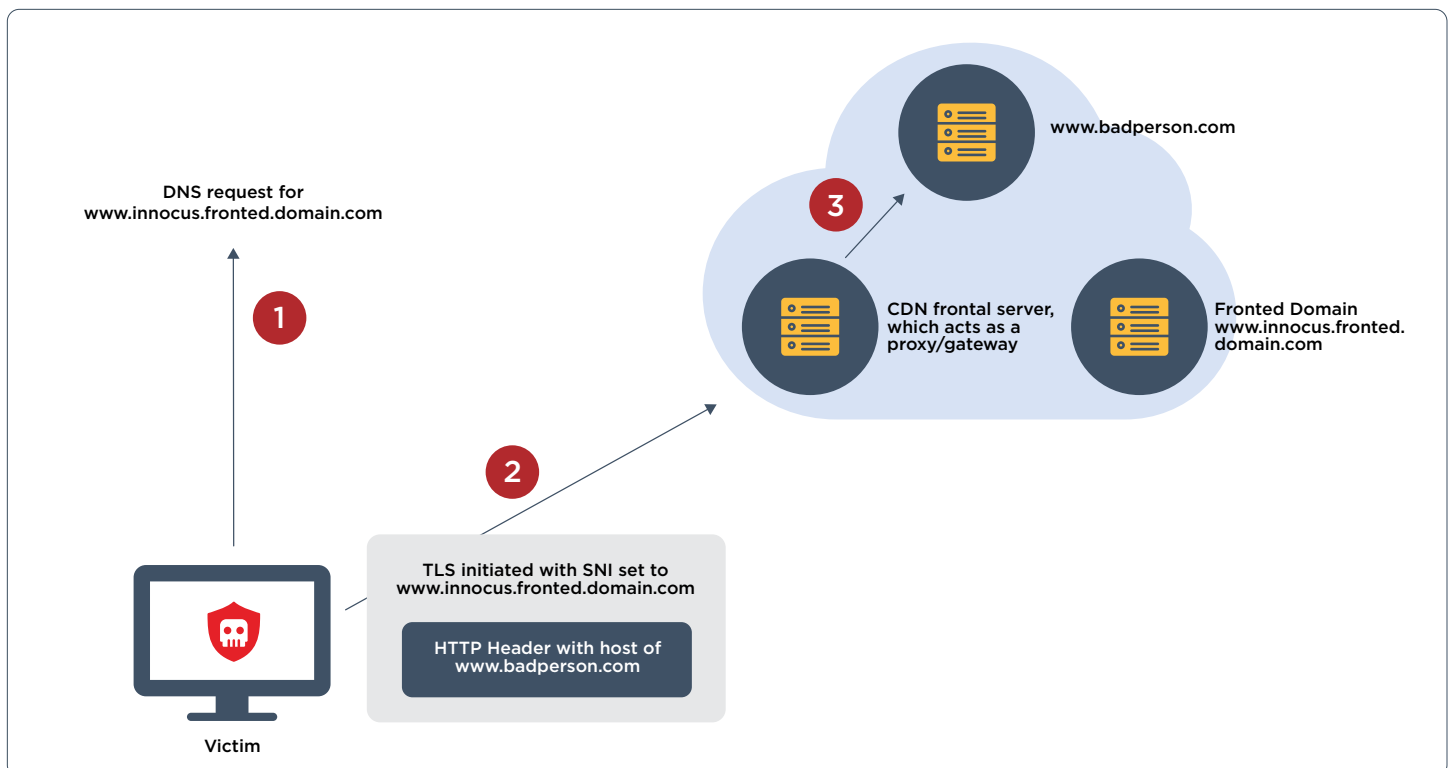 www.badperson.com
DNS request for
www.innocus.fronted.domain.com
3
1
CDN frontal server,
which acts as a
proxy/gateway
Fronted Domain
www.innocus.fronted.
domain.com
2
TLS initiated with SNI set to
www.innocus.fronted.domain.com
HTTP Header with host of
www.badperson.com
Victim